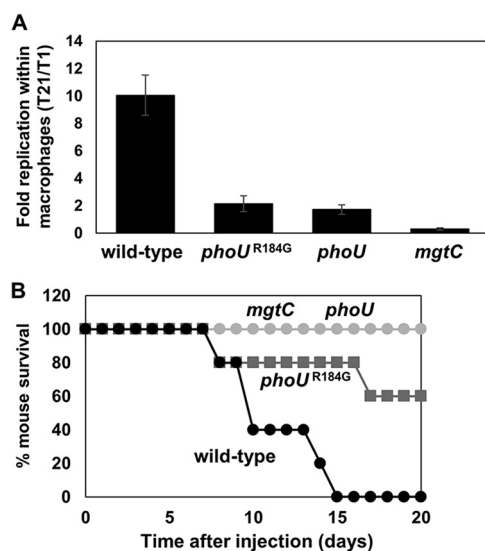 A
Fold replication within
macrophages (T21/T1)
14
12
10
8
6
4
2
0
wild-type phoU R184G phoU mgtC
B
% mouse survival
120
100
80
60
40
20
0
mgtC phoU
phoU R184G
wild-type
0 5 10 15 20
Time after injection (days)